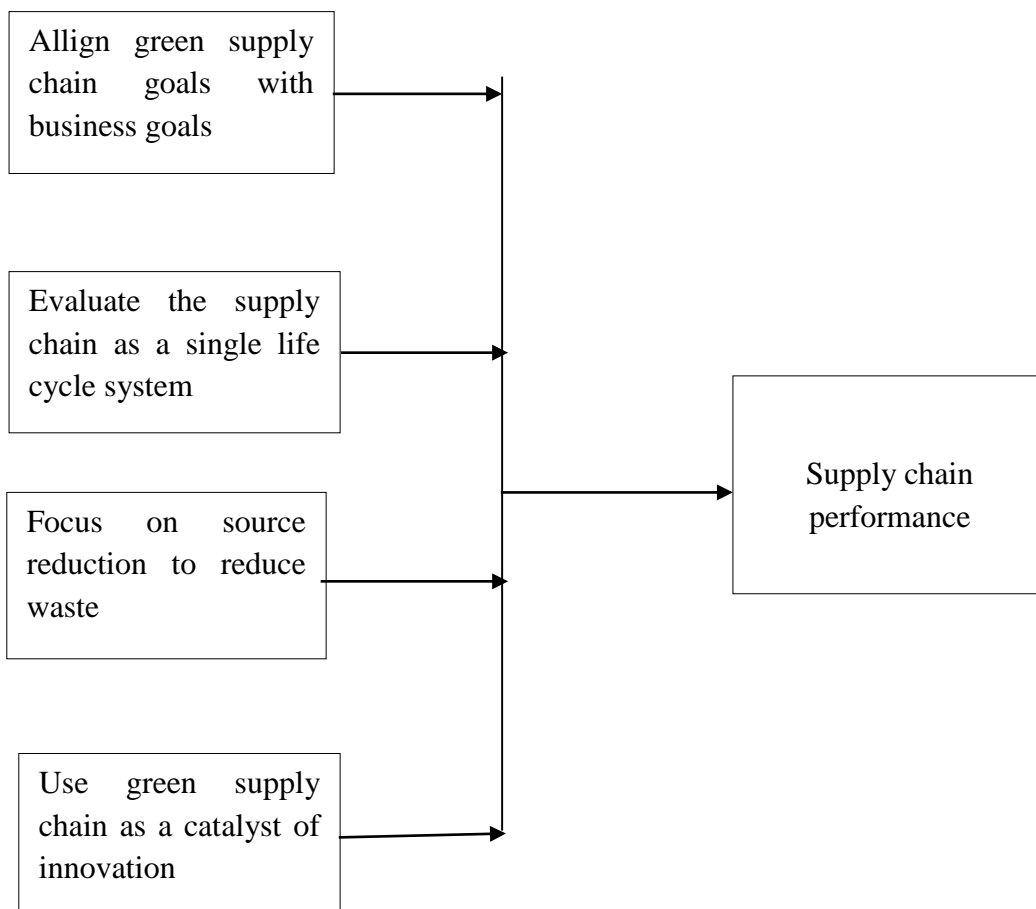 Allign green supply
chain goals with
business goals
Evaluate the supply
chain as a single life
cycle system
Focus on source
reduction to reduce
waste
Use green supply
chain as a catalyst of
innovation
Supply chain
performance